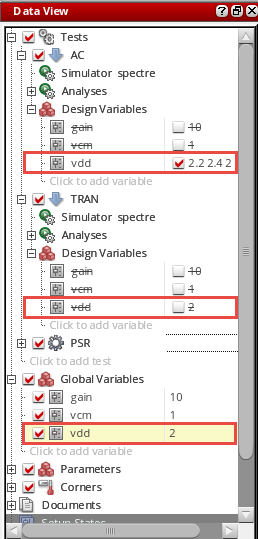 Data View
Tests
AC
Simulator spectre
Analyses
Design Variables
gain 10
vcm 1
vdd 2.2 2.4 2
Click to add variable
TRAN
Simulator spectre
Analyses
Design Variables
gain 10
vcm 1
vdd 2
Click to add variable
PSR
Click to add test
Global Variables
gain 10
vcm 1
vdd 2
Click to add variable
Parameters
Corners
Documents
Setup States